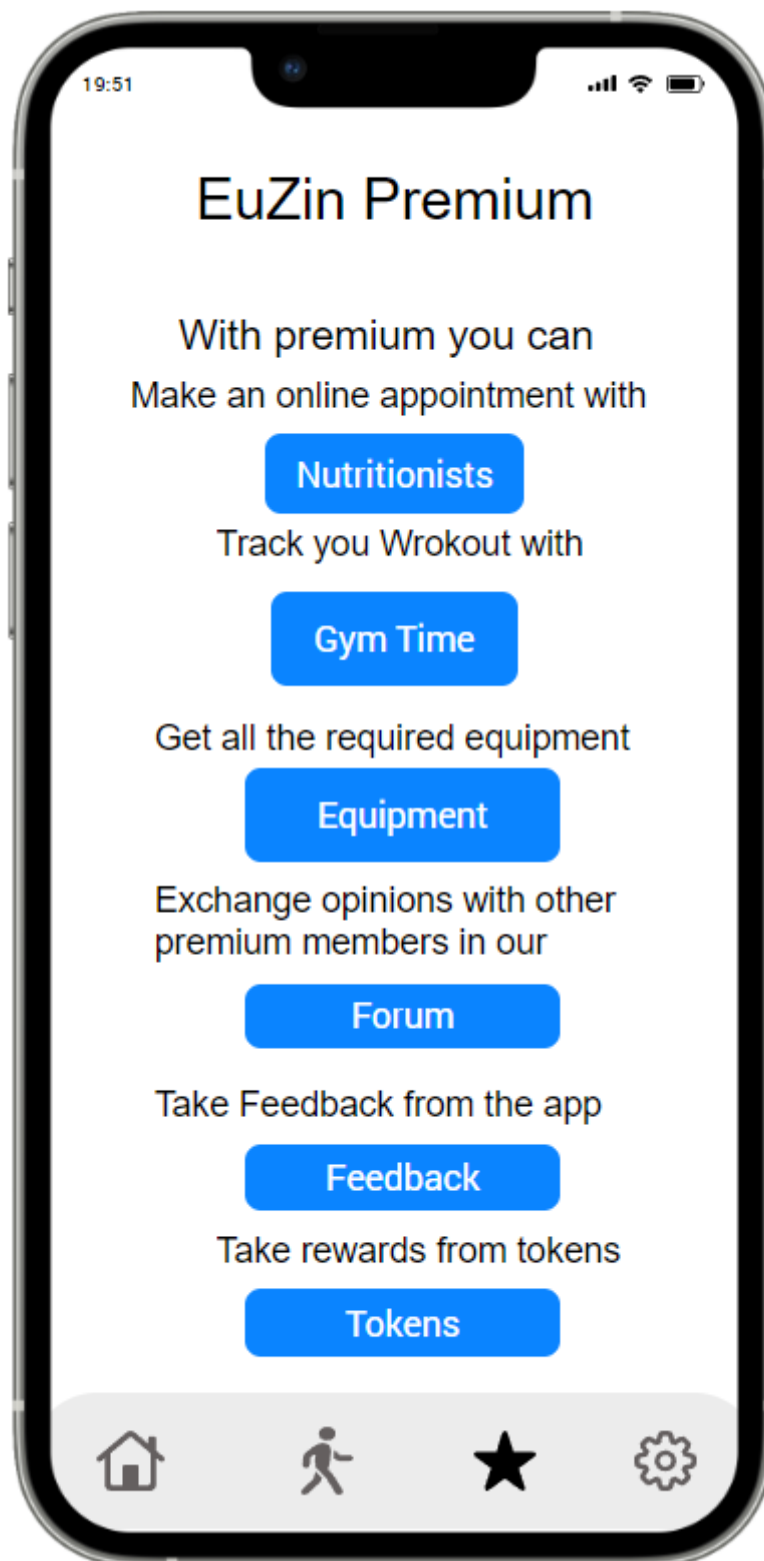 19:51
EuZin Premium
With premium you can
Make an online appointment with
Nutritionists
Track you Wrokout with
Gym Time
Get all the required equipment
Equipment
Exchange opinions with other
premium members in our
Forum
Take Feedback from the app
Feedback
Take rewards from tokens
Tokens